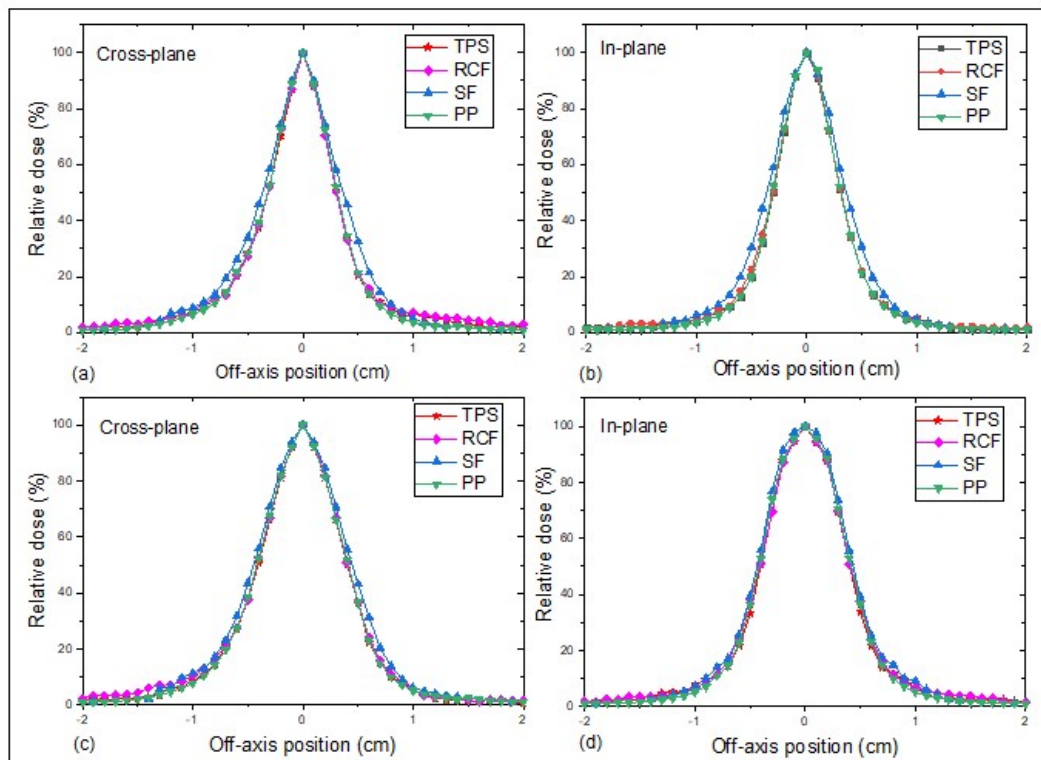 Cross-plane
TPS
RCF
SF
PP
Relative dose (%)
100
80
60
40
20
0
-2
-1
0
1
2
(a)
Off-axis position (cm)
In-plane
TPS
RCF
SF
PP
Relative dose (%)
100
80
60
40
20
0
-2
-1
0
1
2
(b)
Off-axis position (cm)
Cross-plane
TPS
RCF
SF
PP
Relative dose (%)
100
80
60
40
20
0
-2
-1
0
1
2
(c)
Off-axis position (cm)
In-plane
TPS
RCF
SF
PP
Relative dose (%)
100
80
60
40
20
0
-2
-1
0
1
2
(d)
Off-axis position (cm)